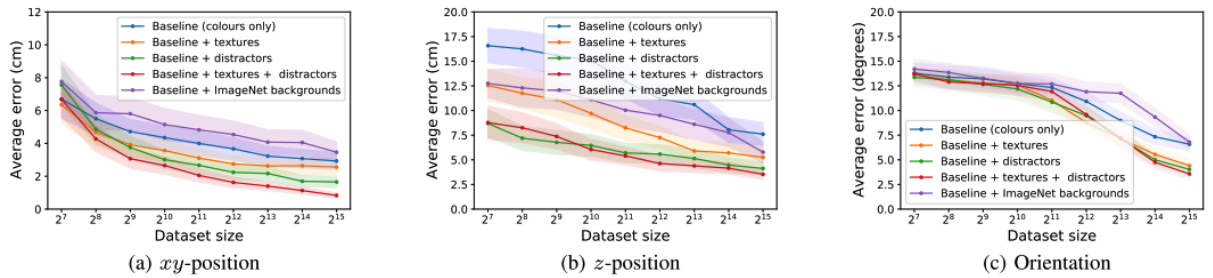 Average error (cm)
12
10
8
6
4
2
0
Baseline (colours only)
Baseline + textures
Baseline + distractors
Baseline + textures + distractors
Baseline + ImageNet backgrounds
2^7 2^8 2^9 2^10 2^11 2^12 2^13 2^14 2^15
Dataset size
(a) xy-position
Average error (cm)
20.0
17.5
15.0
12.5
10.0
7.5
5.0
2.5
0.0
Baseline (colours only)
Baseline + textures
Baseline + distractors
Baseline + textures + distractors
Baseline + ImageNet backgrounds
2^7 2^8 2^9 2^10 2^11 2^12 2^13 2^14 2^15
Dataset size
(b) z-position
Average error (degrees)
20.0
17.5
15.0
12.5
10.0
7.5
5.0
2.5
0.0
Baseline (colours only)
Baseline + textures
Baseline + distractors
Baseline + textures + distractors
Baseline + ImageNet backgrounds
2^7 2^8 2^9 2^10 2^11 2^12 2^13 2^14 2^15
Dataset size
(c) Orientation